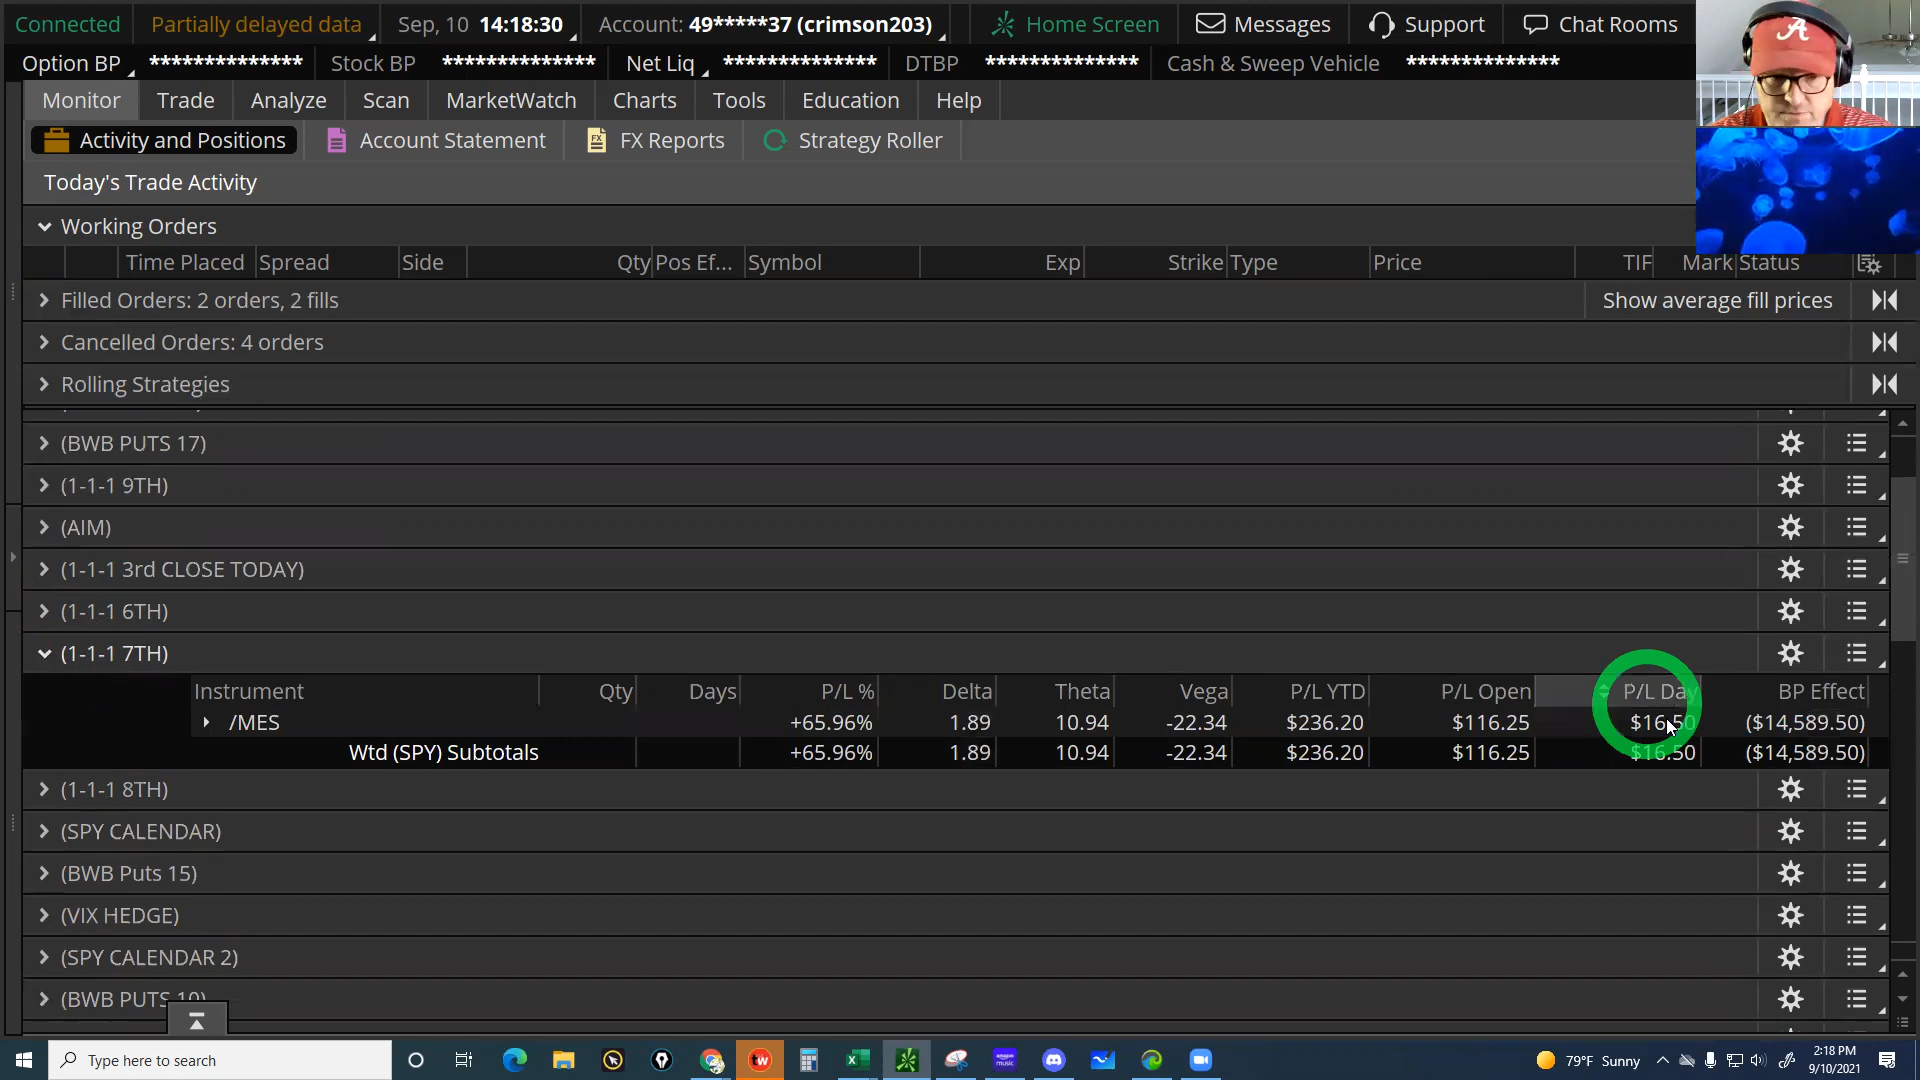 Connected Partially delayed data Sep, 10 14:18:30 Account: 49*****37 (crimson203) Home Screen Messages Support Chat Rooms
Option BP ************** Stock BP ************** Net Liq ************** DTBP ************** Cash & Sweep Vehicle **************
Monitor Trade Analyze Scan MarketWatch Charts Tools Education Help
Activity and Positions Account Statement FX FX Reports Strategy Roller
Today's Trade Activity
Working Orders
Time Placed Spread Side Qty Pos Ef... Symbol Exp Strike Type Price TIF Mark Status
Filled Orders: 2 orders, 2 fills Show average fill prices
Cancelled Orders: 4 orders
Rolling Strategies
(BWB PUTS 17)
(1-1-1 9TH)
(AIM)
(1-1-1 3rd CLOSE TODAY)
(1-1-1 6TH)
(1-1-1 7TH)
Instrument Qty Days P/L % Delta Theta Vega P/L YTD P/L Open P/L Day BP Effect
/MES +65.96% 1.89 10.94 -22.34 $236.20 $116.25 $16.50 ($14,589.50)
Wtd (SPY) Subtotals +65.96% 1.89 10.94 -22.34 $236.20 $116.25 $16.50 ($14,589.50)
(1-1-1 8TH)
(SPY CALENDAR)
(BWB Puts 15)
(VIX HEDGE)
(SPY CALENDAR 2)
(BWB PUTS 10)
Type here to search tw 79°F Sunny 2:18 PM
9/10/2021